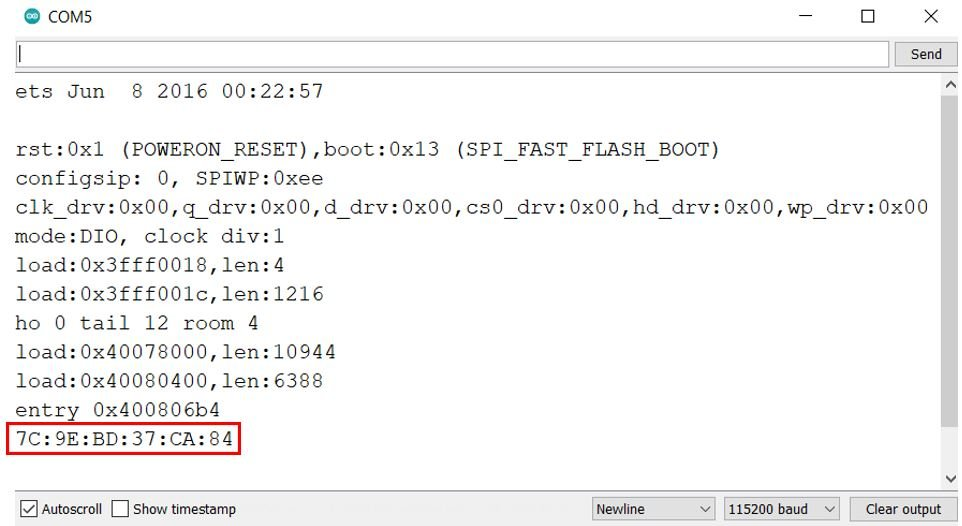 COM5
Send
ets Jun  8 2016 00:22:57
rst:0x1 (POWERON_RESET),boot:0x13 (SPI_FAST_FLASH_BOOT)
configsip: 0, SPIWP:0xee
clk_drv:0x00,q_drv:0x00,d_drv:0x00,cs0_drv:0x00,hd_drv:0x00,wp_drv:0x00
mode:DIO, clock div:1
load:0x3fff0018,len:4
load:0x3fff001c,len:1216
ho 0 tail 12 room 4
load:0x40078000,len:10944
load:0x40080400,len:6388
entry 0x400806b4
7C:9E:BD:37:CA:84
Autoscroll Show timestamp Newline 115200 baud Clear output